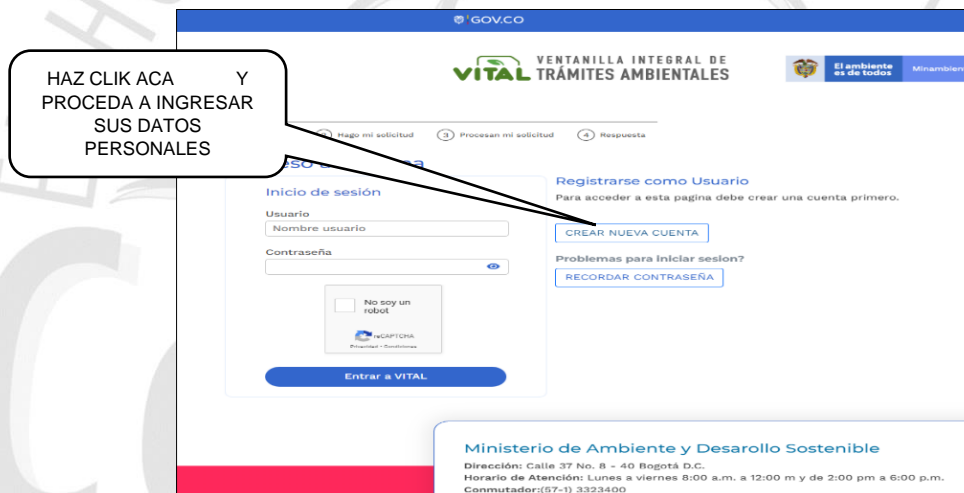 GOV.CO
VITAL
VENTANILLA INTEGRAL DE
TRÁMITES AMBIENTALES
El ambiente
es de todos
Minambien
HAZ CLIK ACA Y
PROCEDA A INGRESAR
SUS DATOS
PERSONALES
Hago mi solicitud
3 Procesan mi solicitud
4 Respuesta
Inicio de sesión
Usuario
Nombre usuario
Contraseña
No soy un
robot
reCAPTCHA
Privacidad - Condiciones
Entrar a VITAL
Registrarse como Usuario
Para acceder a esta pagina debe crear una cuenta primero.
CREAR NUEVA CUENTA
Problemas para iniciar sesion?
RECORDAR CONTRASEÑA
Ministerio de Ambiente y Desarollo Sostenible
Dirección: Calle 37 No. 8 - 40 Bogotá D.C.
Horario de Atención: Lunes a viernes 8:00 a.m. a 12:00 m y de 2:00 pm a 6:00 p.m.
Conmutador:(57-1) 3323400